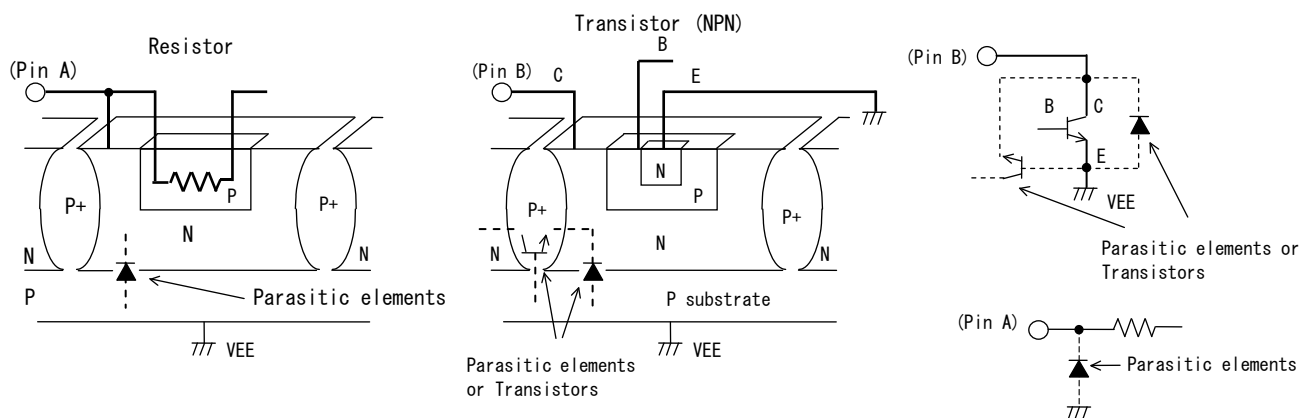 Resistor
(Pin A)
P+
P
P+
N
N
N
P
Parasitic elements
VEE
Transistor (NPN)
B
(Pin B)
C
E
N
P
P+
P+
N
N
N
P substrate
VEE
Parasitic elements
or Transistors
(Pin B)
B
C
E
VEE
Parasitic elements or
Transistors
(Pin A)
Parasitic elements